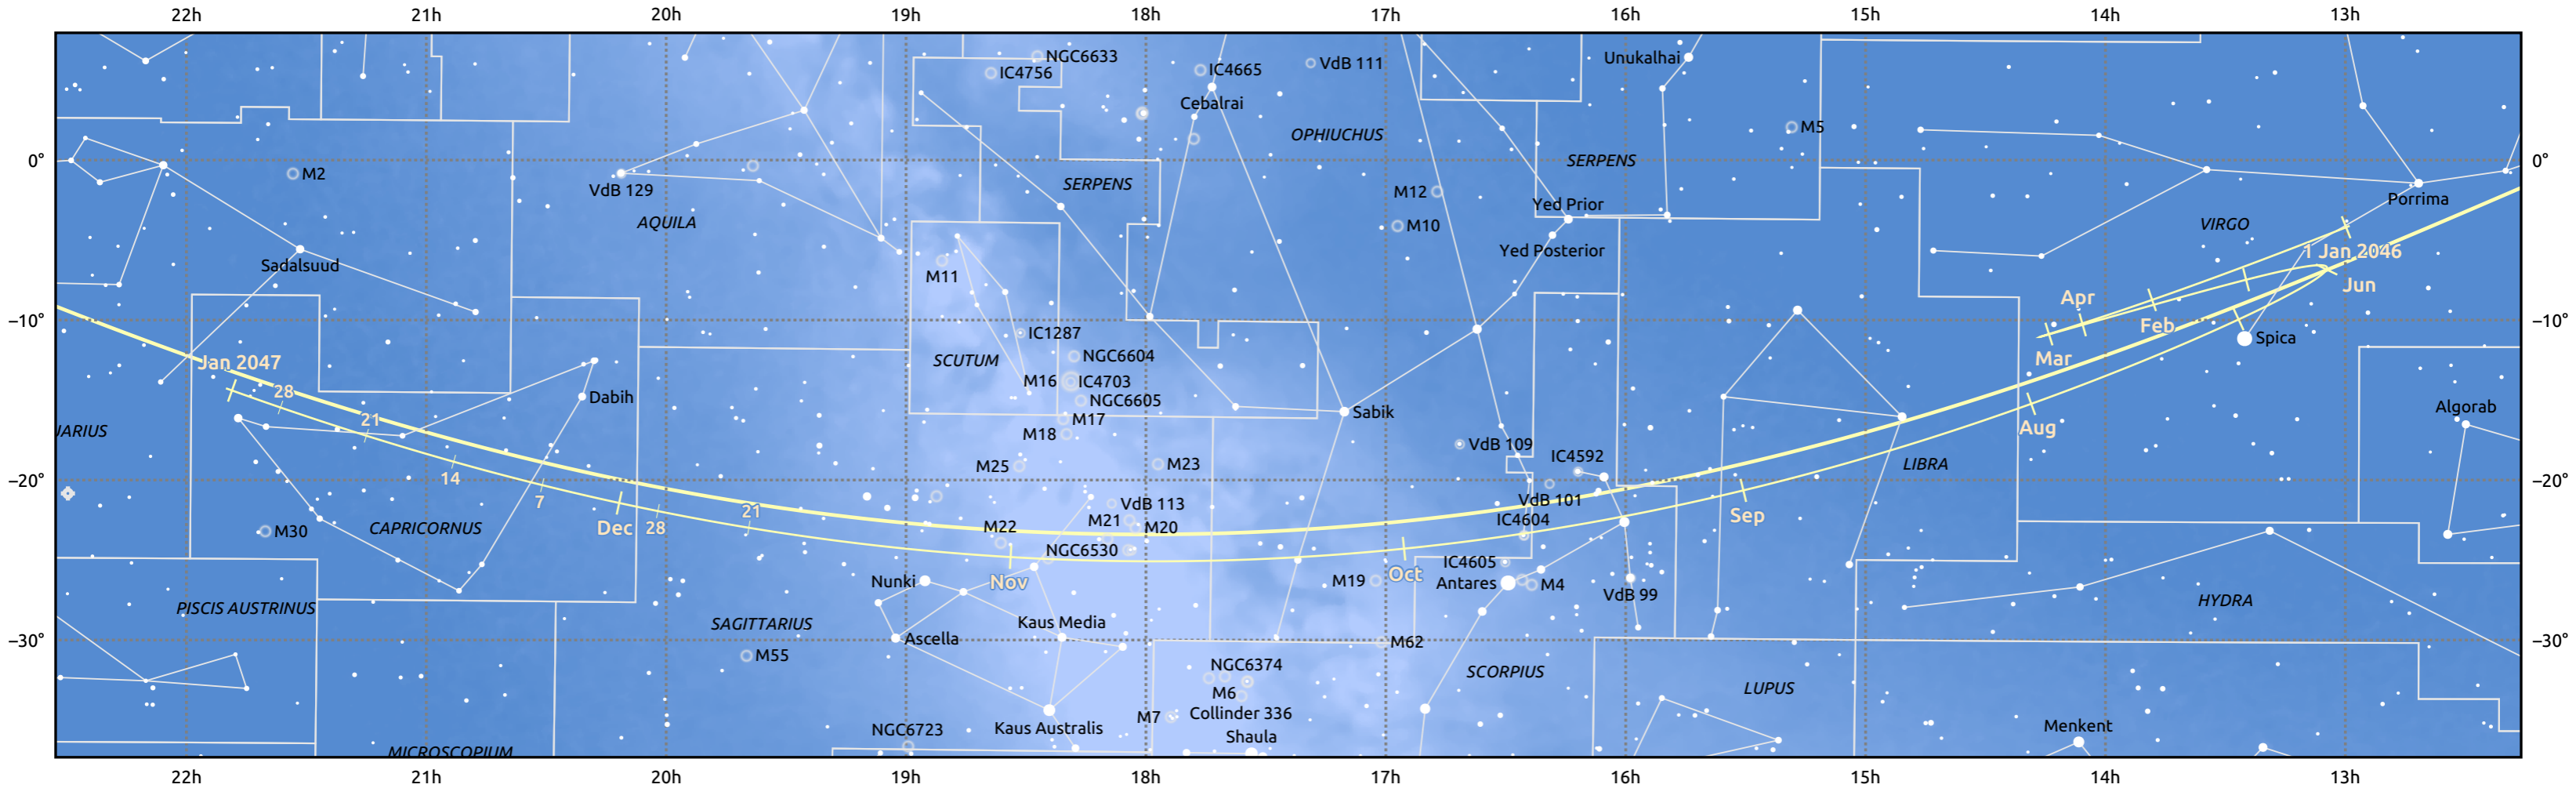 22h 21h 20h 19h 18h 17h 16h 15h 14h 13h
NGC6633
IC4756
IC4665
VdB 111
Unukalhai
Cebalrai
OPHIUCHUS
M5
0°
SERPENS
0°
M2
VdB 129
SERPENS
M12
Yed Prior
Porrima
AQUILA
M10
VIRGO
Yed Posterior
1 Jan 2046
Sadalsuud
M11
Jun
Apr
−10°
Feb
−10°
IC1287
Spica
Jan 2047
SCUTUM
NGC6604
Mar
28
M16
IC4703
Dabih
NGC6605
21
M17
Sabik
Algorab
UARIUS
M18
Aug
VdB 109
14
M25
M23
IC4592
LIBRA
−20°
7
VdB 113
VdB 101
−20°
Dec
28
21
M22
M21
M20
IC4604
Sep
M30
CAPRICORNUS
NGC6530
IC4605
Nunki
Nov
M19
Oct
Antares
M4
VdB 99
PISCIS AUSTRINUS
SAGITTARIUS
Kaus Media
HYDRA
−30°
Ascella
M62
−30°
M55
NGC6374
SCORPIUS
LUPUS
M6
M7
Collinder 336
NGC6723
Kaus Australis
Shaula
Menkent
MICROSCOPIUM
22h 21h 20h 19h 18h 17h 16h 15h 14h 13h